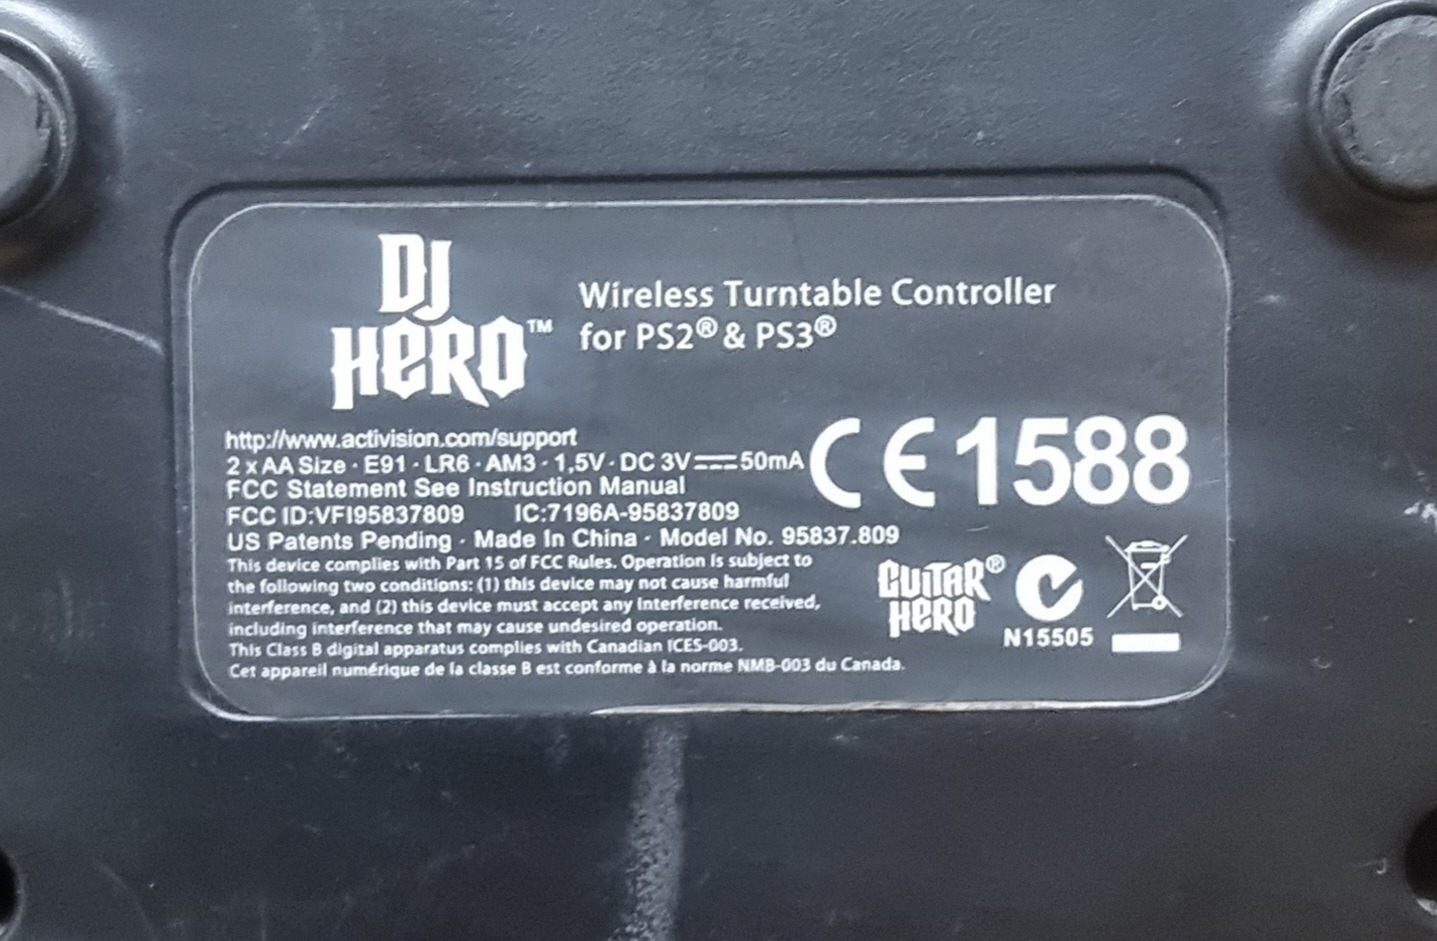 DJ
HERO™
Wireless Turntable Controller
for PS2® & PS3®
http://www.activision.com/support
2 x AA Size · E91 · LR6 · AM3 · 1,5V · DC 3V⎓50mA
CE 1588
FCC Statement See Instruction Manual
FCC ID:VFI95837809 IC:7196A-95837809
US Patents Pending · Made In China · Model No. 95837.809
This device complies with Part 15 of FCC Rules. Operation is subject to
the following two conditions: (1) this device may not cause harmful
interference, and (2) this device must accept any interference received,
including interference that may cause undesired operation.
This Class B digital apparatus complies with Canadian ICES-003.
Cet appareil numérique de la classe B est conforme à la norme NMB-003 du Canada.
GUITAR®
HERO
N15505